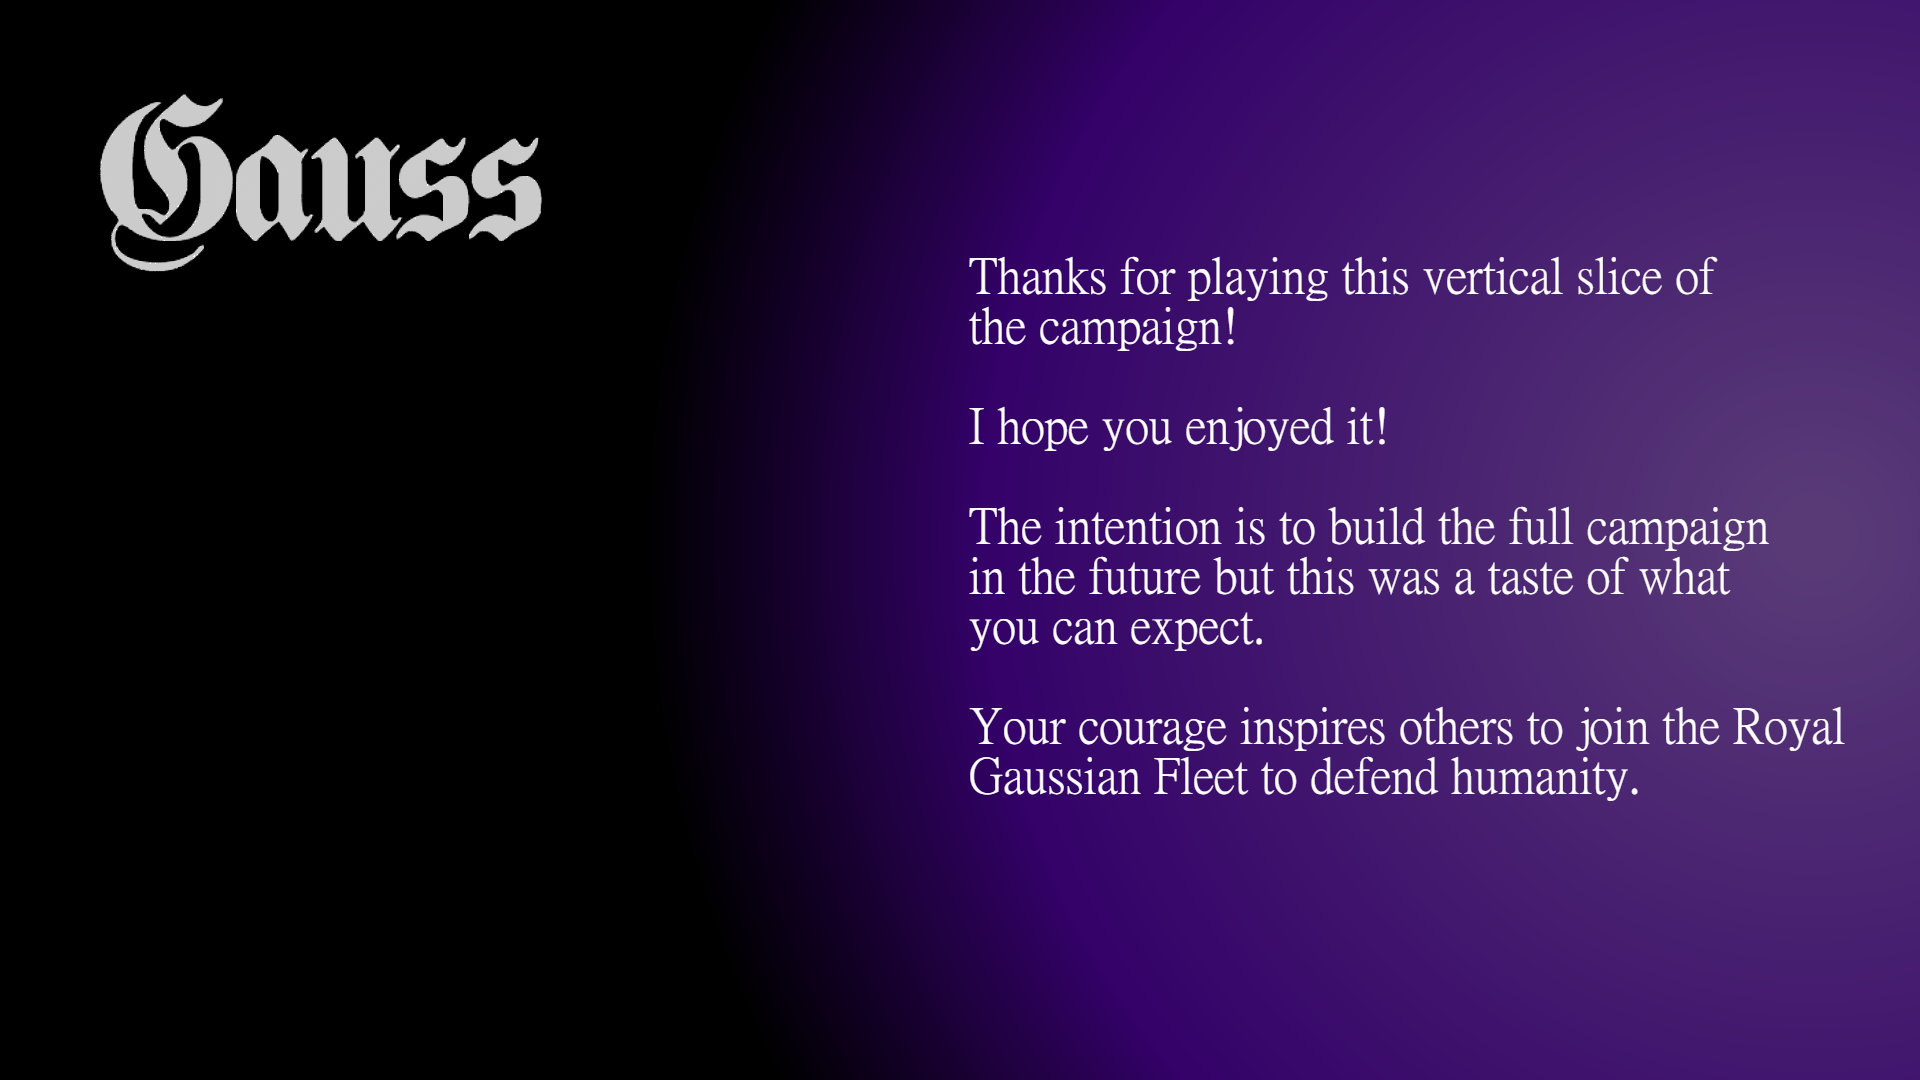 Gauss
Thanks for playing this vertical slice of
the campaign!
I hope you enjoyed it!
The intention is to build the full campaign
in the future but this was a taste of what
you can expect.
Your courage inspires others to join the Royal
Gaussian Fleet to defend humanity.